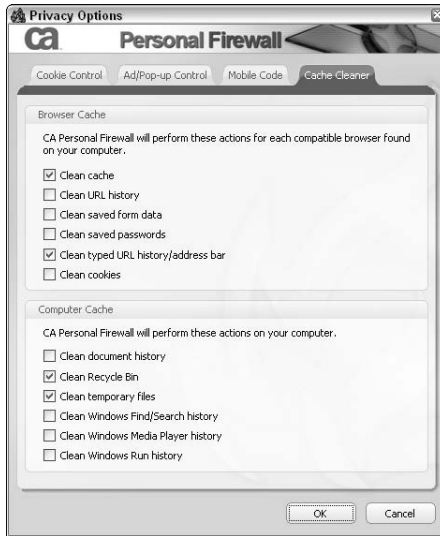 Privacy Options
ca Personal Firewall
Cookie Control Ad/Pop-up Control Mobile Code Cache Cleaner
Browser Cache
CA Personal Firewall will perform these actions for each compatible browser found
on your computer.
Clean cache
Clean URL history
Clean saved form data
Clean saved passwords
Clean typed URL history/address bar
Clean cookies
Computer Cache
CA Personal Firewall will perform these actions on your computer.
Clean document history
Clean Recycle Bin
Clean temporary files
Clean Windows Find/Search history
Clean Windows Media Player history
Clean Windows Run history
OK Cancel